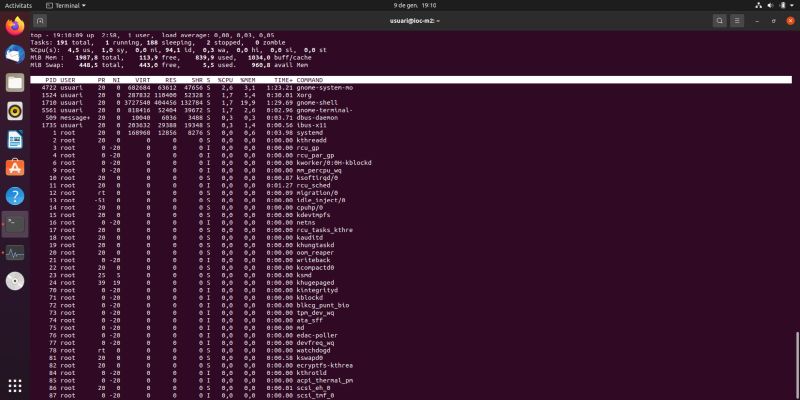 Activitats Terminal 9 de gen. 19:10
usuari@ioc-m2: ~
top - 19:10:09 up 2:58, 1 user, load average: 0,00, 0,03, 0,05
Tasks: 191 total, 1 running, 188 sleeping, 2 stopped, 0 zombie
%Cpu(s): 4,5 us, 1,0 sy, 0,0 ni, 94,1 id, 0,3 wa, 0,0 hi, 0,0 si, 0,0 st
MiB Mem : 1987,8 total, 113,9 free, 839,9 used, 1034,0 buff/cache
MiB Swap: 448,5 total, 443,0 free, 5,5 used. 960,8 avail Mem
PID USER PR NI VIRT RES SHR S %CPU %MEM TIME+ COMMAND
4722 usuari 20 0 682684 63612 47656 S 2,6 3,1 1:23.21 gnome-system-mo
1524 usuari 20 0 287832 110400 52328 S 1,7 5,4 0:30.01 Xorg
1710 usuari 20 0 3727540 404456 132784 S 1,7 19,9 1:29.69 gnome-shell
5561 usuari 20 0 818416 52404 39672 S 1,7 2,6 0:02.96 gnome-terminal-
509 message+ 20 0 10040 6036 3488 S 0,3 0,3 0:03.71 dbus-daemon
1735 usuari 20 0 203632 29388 19348 S 0,3 1,4 0:00.56 ibus-x11
1 root 20 0 168968 12856 8276 S 0,0 0,6 0:03.98 systemd
2 root 20 0 0 0 0 S 0,0 0,0 0:00.00 kthreadd
3 root 0 -20 0 0 0 I 0,0 0,0 0:00.00 rcu_gp
4 root 0 -20 0 0 0 I 0,0 0,0 0:00.00 rcu_par_gp
6 root 0 -20 0 0 0 I 0,0 0,0 0:00.00 kworker/0:0H-kblockd
9 root 0 -20 0 0 0 I 0,0 0,0 0:00.00 mm_percpu_wq
10 root 20 0 0 0 0 S 0,0 0,0 0:00.87 ksoftirqd/0
11 root 20 0 0 0 0 I 0,0 0,0 0:01.27 rcu_sched
12 root rt 0 0 0 0 S 0,0 0,0 0:00.09 migration/0
13 root -51 0 0 0 0 S 0,0 0,0 0:00.00 idle_inject/0
14 root 20 0 0 0 0 S 0,0 0,0 0:00.00 cpuhp/0
15 root 20 0 0 0 0 S 0,0 0,0 0:00.00 kdevtmpfs
16 root 0 -20 0 0 0 I 0,0 0,0 0:00.00 netns
17 root 20 0 0 0 0 S 0,0 0,0 0:00.00 rcu_tasks_kthre
18 root 20 0 0 0 0 S 0,0 0,0 0:00.00 kauditd
19 root 20 0 0 0 0 S 0,0 0,0 0:00.00 khungtaskd
20 root 20 0 0 0 0 S 0,0 0,0 0:00.00 oom_reaper
21 root 0 -20 0 0 0 I 0,0 0,0 0:00.00 writeback
22 root 20 0 0 0 0 S 0,0 0,0 0:00.00 kcompactd0
23 root 25 5 0 0 0 S 0,0 0,0 0:00.00 ksmd
24 root 39 19 0 0 0 S 0,0 0,0 0:00.00 khugepaged
70 root 0 -20 0 0 0 I 0,0 0,0 0:00.00 kintegrityd
71 root 0 -20 0 0 0 I 0,0 0,0 0:00.00 kblockd
72 root 0 -20 0 0 0 I 0,0 0,0 0:00.00 blkcg_punt_bio
73 root 0 -20 0 0 0 I 0,0 0,0 0:00.00 tpm_dev_wq
74 root 0 -20 0 0 0 I 0,0 0,0 0:00.00 ata_sff
75 root 0 -20 0 0 0 I 0,0 0,0 0:00.00 md
76 root 0 -20 0 0 0 I 0,0 0,0 0:00.00 edac-poller
77 root 0 -20 0 0 0 I 0,0 0,0 0:00.00 devfreq_wq
78 root rt 0 0 0 0 S 0,0 0,0 0:00.00 watchdogd
81 root 20 0 0 0 0 S 0,0 0,0 0:00.58 kswapd0
82 root 20 0 0 0 0 S 0,0 0,0 0:00.00 ecryptfs-kthrea
84 root 0 -20 0 0 0 I 0,0 0,0 0:00.00 kthrotld
85 root 0 -20 0 0 0 I 0,0 0,0 0:00.00 acpi_thermal_pm
86 root 20 0 0 0 0 S 0,0 0,0 0:00.01 scsi_eh_0
87 root 0 -20 0 0 0 I 0,0 0,0 0:00.00 scsi_tmf_0